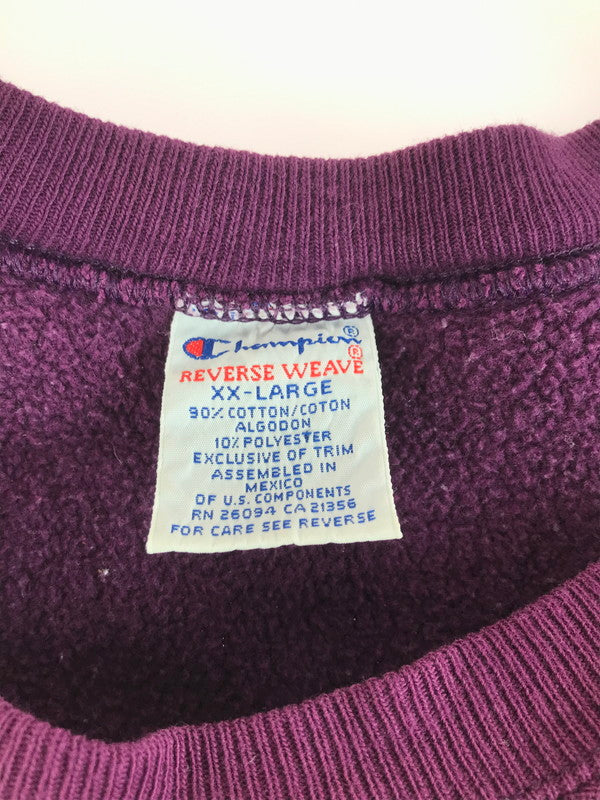 Champion®
REVERSE WEAVE®
XX-LARGE
90% COTTON/COTON
ALGODON
10% POLYESTER
EXCLUSIVE OF TRIM
ASSEMBLED IN
MEXICO
OF U.S. COMPONENTS
RN 26094 CA 21356
FOR CARE SEE REVERSE